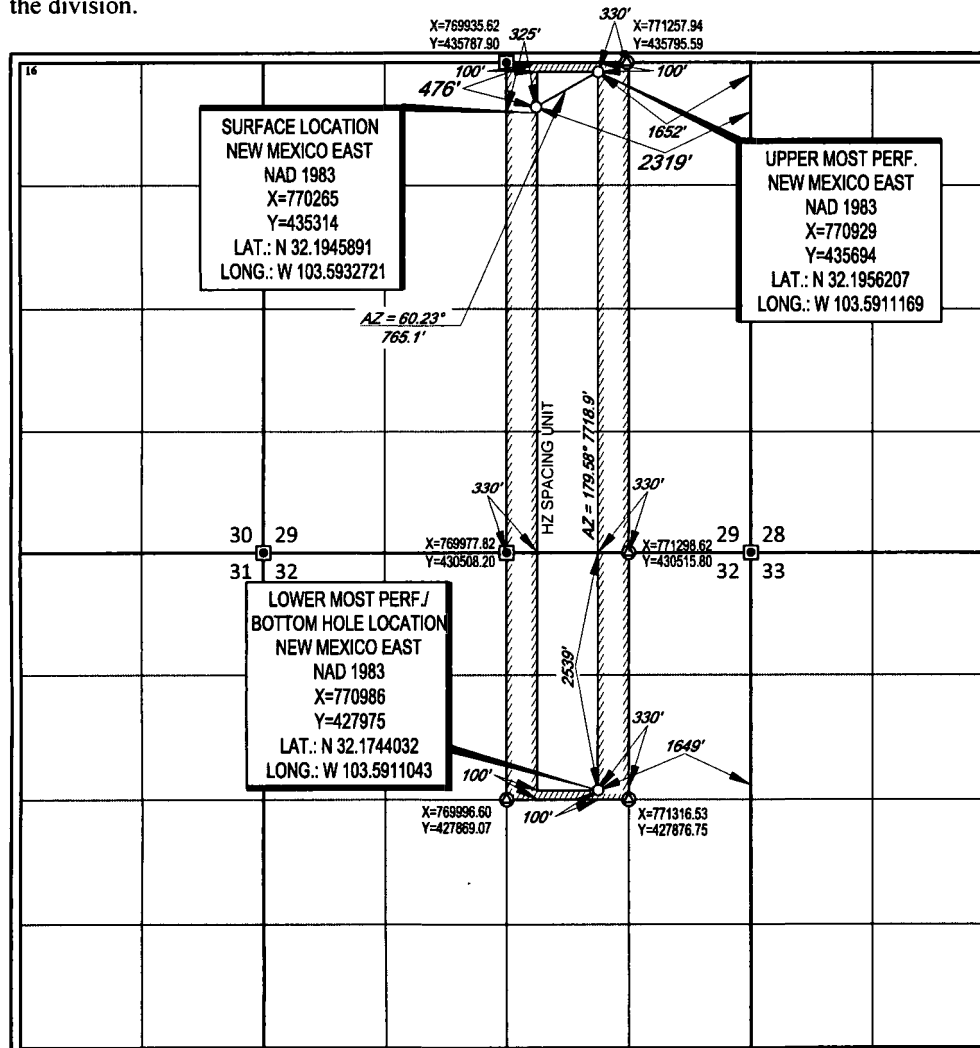 the division.
X=769935.62
Y=435787.90
325'
330'
X=771257.94
Y=435795.59
16
100'
100'
476'
1652'
2319'
SURFACE LOCATION
NEW MEXICO EAST
NAD 1983
X=770265
Y=435314
LAT.: N 32.1945891
LONG.: W 103.5932721
UPPER MOST PERF.
NEW MEXICO EAST
NAD 1983
X=770929
Y=435694
LAT.: N 32.1956207
LONG.: W 103.5911169
AZ = 60.23°
765.1'
HZ SPACING UNIT
AZ = 179.58° 7718.9'
330'
330'
30 29
31 32
X=769977.82
Y=430508.20
X=771298.62
Y=430515.80
29 28
32 33
LOWER MOST PERF./
BOTTOM HOLE LOCATION
NEW MEXICO EAST
NAD 1983
X=770986
Y=427975
LAT.: N 32.1744032
LONG.: W 103.5911043
2539'
330'
1649'
100'
100'
X=769996.60
Y=427869.07
X=771316.53
Y=427876.75